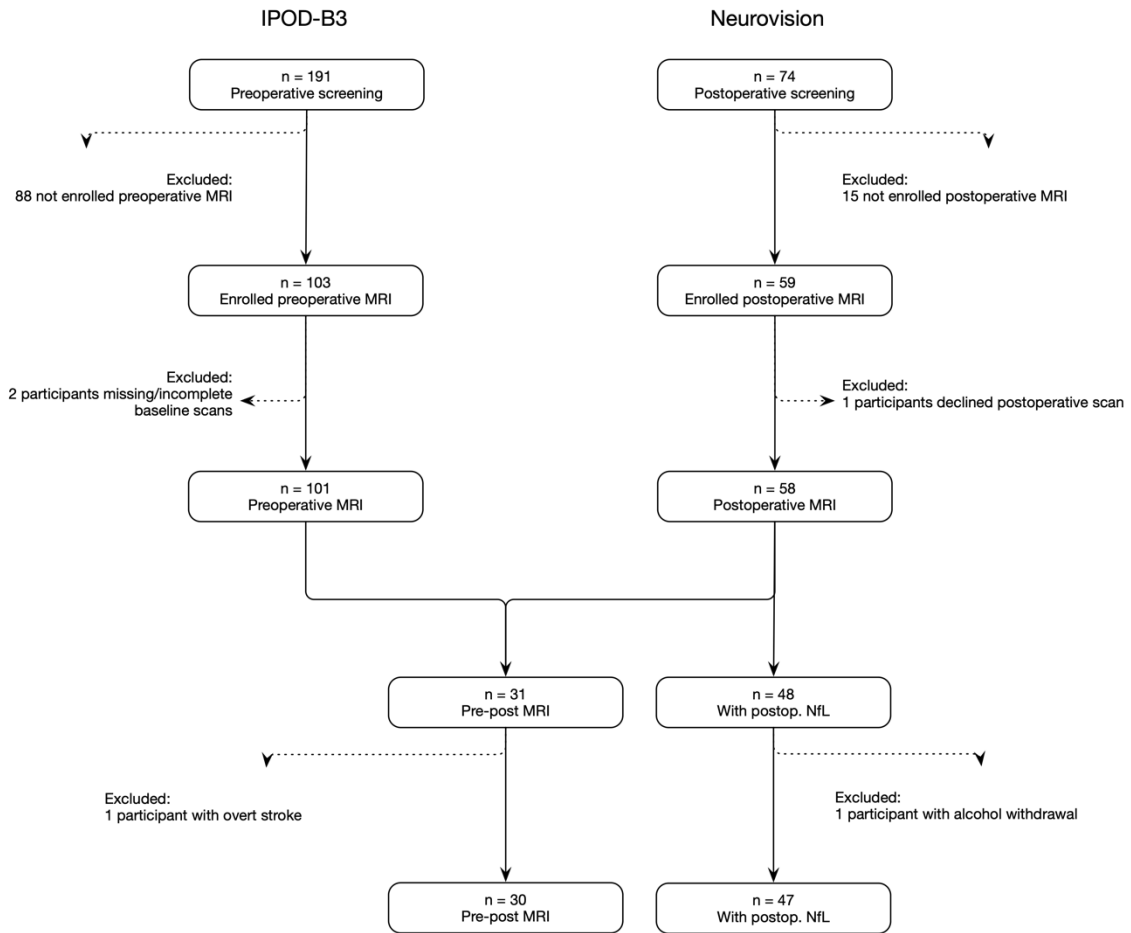 IPOD-B3
Neurovision
n = 191
Preoperative screening
n = 74
Postoperative screening
Excluded:
88 not enrolled preoperative MRI
Excluded:
15 not enrolled postoperative MRI
n = 103
Enrolled preoperative MRI
n = 59
Enrolled postoperative MRI
Excluded:
2 participants missing/incomplete
baseline scans
Excluded:
1 participants declined postoperative scan
n = 101
Preoperative MRI
n = 58
Postoperative MRI
n = 31
Pre-post MRI
n = 48
With postop. NfL
Excluded:
1 participant with overt stroke
Excluded:
1 participant with alcohol withdrawal
n = 30
Pre-post MRI
n = 47
With postop. NfL